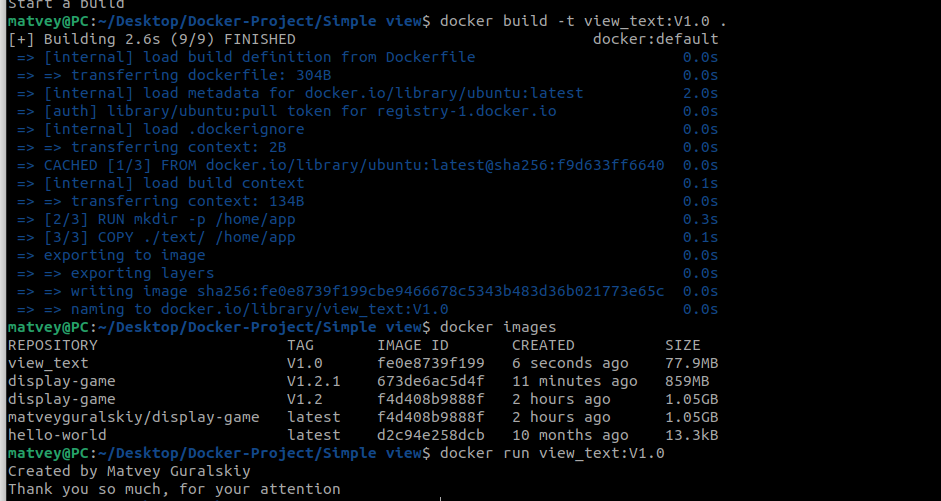 Start a build
matvey@PC:~/Desktop/Docker-Project/Simple view$ docker build -t view_text:V1.0 .
[+] Building 2.6s (9/9) FINISHED docker:default
=> [internal] load build definition from Dockerfile 0.0s
=> => transferring dockerfile: 304B 0.0s
=> [internal] load metadata for docker.io/library/ubuntu:latest 2.0s
=> [auth] library/ubuntu:pull token for registry-1.docker.io 0.0s
=> [internal] load .dockerignore 0.0s
=> => transferring context: 2B 0.0s
=> CACHED [1/3] FROM docker.io/library/ubuntu:latest@sha256:f9d633ff6640 0.0s
=> [internal] load build context 0.1s
=> => transferring context: 134B 0.0s
=> [2/3] RUN mkdir -p /home/app 0.3s
=> [3/3] COPY ./text/ /home/app 0.1s
=> exporting to image 0.0s
=> => exporting layers 0.0s
=> => writing image sha256:fe0e8739f199cbe9466678c5343b483d36b021773e65c 0.0s
=> => naming to docker.io/library/view_text:V1.0 0.0s
matvey@PC:~/Desktop/Docker-Project/Simple view$ docker images
REPOSITORY TAG IMAGE ID CREATED SIZE
view_text V1.0 fe0e8739f199 6 seconds ago 77.9MB
display-game V1.2.1 673de6ac5d4f 11 minutes ago 859MB
display-game V1.2 f4d408b9888f 2 hours ago 1.05GB
matveyguralskiy/display-game latest f4d408b9888f 2 hours ago 1.05GB
hello-world latest d2c94e258dcb 10 months ago 13.3kB
matvey@PC:~/Desktop/Docker-Project/Simple view$ docker run view_text:V1.0
Created by Matvey Guralskiy
Thank you so much, for your attention